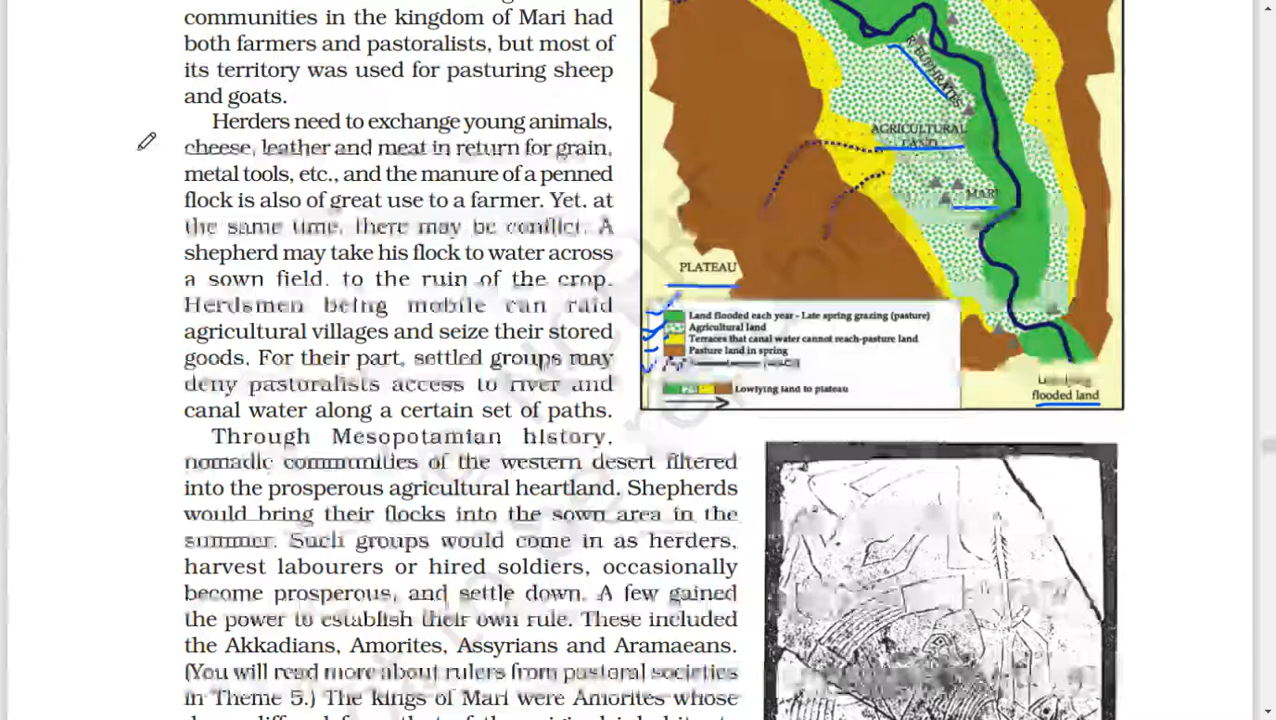 communities in the kingdom of Mari had
both farmers and pastoralists, but most of
its territory was used for pasturing sheep
and goats.
Herders need to exchange young animals,
cheese, leather and meat in return for grain,
metal tools, etc., and the manure of a penned
flock is also of great use to a farmer. Yet, at
the same time, there may be conflict. A
shepherd may take his flock to water across
a sown field, to the ruin of the crop.
Herdsmen being mobile can raid
agricultural villages and seize their stored
goods. For their part, settled groups may
deny pastoralists access to river and
canal water along a certain set of paths.
Through Mesopotamian history,
nomadic communities of the western desert filtered
into the prosperous agricultural heartland. Shepherds
would bring their flocks into the sown area in the
summer. Such groups would come in as herders,
harvest labourers or hired soldiers, occasionally
become prosperous, and settle down. A few gained
the power to establish their own rule. These included
the Akkadians, Amorites, Assyrians and Aramaeans.
(You will read more about rulers from pastoral societies
in Theme 5.) The kings of Mari were Amorites whose
R. EUPHRATES
AGRICULTURAL
LAND
MARI
PLATEAU
Land flooded each year - Late spring grazing (pasture)
Agricultural land
Terraces that canal water cannot reach-pasture land
Pasture land in spring
Lowlying land to plateau
flooded land